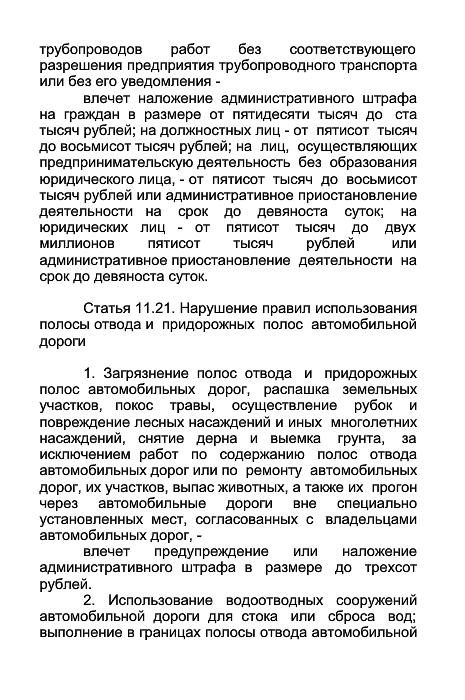 трубопроводов работ без соответствующего
разрешения предприятия трубопроводного транспорта
или без его уведомления -
влечет наложение административного штрафа
на граждан в размере от пятидесяти тысяч до ста
тысяч рублей; на должностных лиц - от пятисот тысяч
до восьмисот тысяч рублей; на лиц, осуществляющих
предпринимательскую деятельность без образования
юридического лица, - от пятисот тысяч до восьмисот
тысяч рублей или административное приостановление
деятельности на срок до девяноста суток; на
юридических лиц - от пятисот тысяч до двух
миллионов пятисот тысяч рублей или
административное приостановление деятельности на
срок до девяноста суток.
Статья 11.21. Нарушение правил использования
полосы отвода и придорожных полос автомобильной
дороги
1. Загрязнение полос отвода и придорожных
полос автомобильных дорог, распашка земельных
участков, покос травы, осуществление рубок и
повреждение лесных насаждений и иных многолетних
насаждений, снятие дерна и выемка грунта, за
исключением работ по содержанию полос отвода
автомобильных дорог или по ремонту автомобильных
дорог, их участков, выпас животных, а также их прогон
через автомобильные дороги вне специально
установленных мест, согласованных с владельцами
автомобильных дорог, -
влечет предупреждение или наложение
административного штрафа в размере до трехсот
рублей.
2. Использование водоотводных сооружений
автомобильной дороги для стока или сброса вод;
выполнение в границах полосы отвода автомобильной